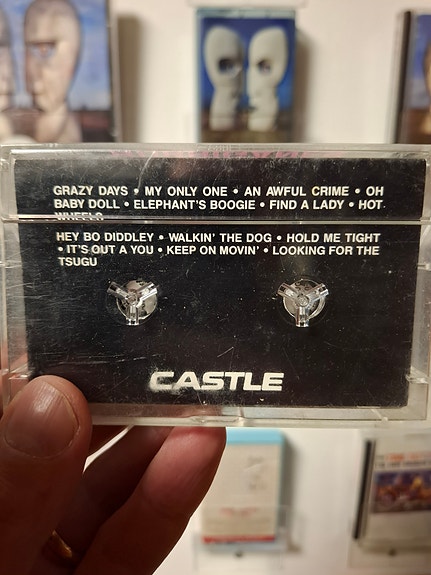 GRAZY DAYS • MY ONLY ONE • AN AWFUL CRIME • OH
BABY DOLL • ELEPHANT'S BOOGIE • FIND A LADY • HOT
WHEELS
HEY BO DIDDLEY • WALKIN' THE DOG • HOLD ME TIGHT
• IT'S OUT A YOU • KEEP ON MOVIN' • LOOKING FOR THE
TSUGU
CASTLE